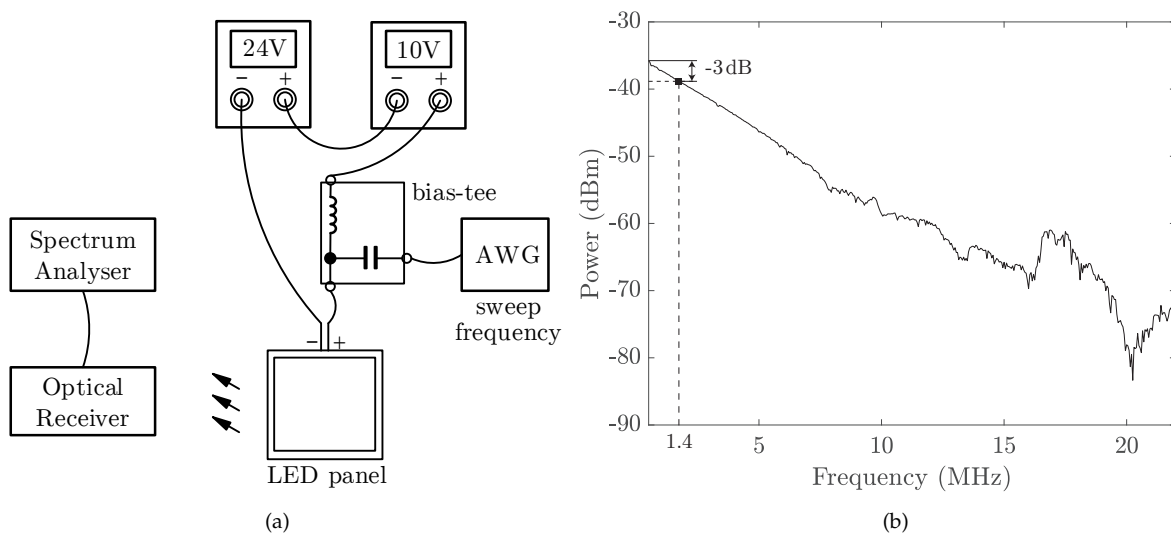 24V
10V
− +
− +
bias-tee
Spectrum
Analyser
AWG
sweep
frequency
− +
Optical
Receiver
LED panel
(a)
-30
-3 dB
-40
-50
-60
-70
-80
-90
Power (dBm)
1.4
5
10
15
20
Frequency (MHz)
(b)